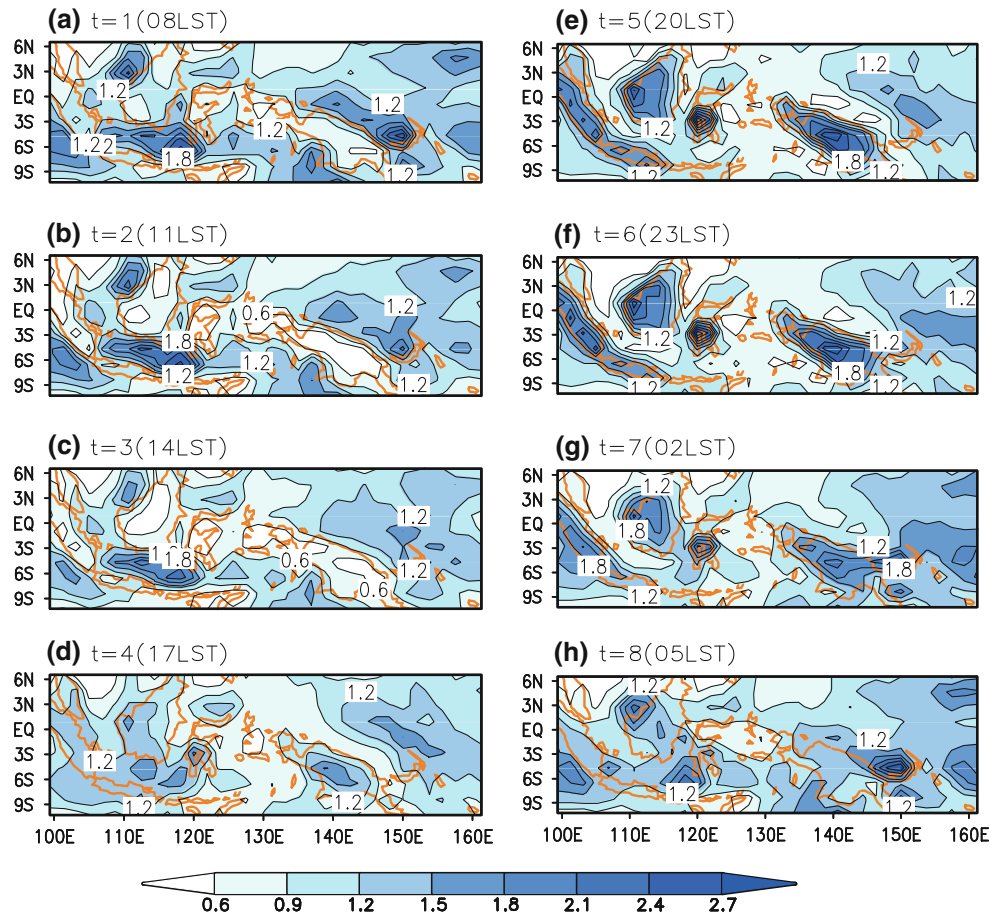 (a) t=1(08LST)
6N
3N
EQ
3S
6S
9S
1.2
1.2
1.2
1.2
1.22
1.8
1.2
(e) t=5(20LST)
6N
3N
EQ
3S
6S
9S
1.2
1.2
1.8
1.2
1.2
(b) t=2(11LST)
6N
3N
EQ
3S
6S
9S
0.6
1.2
1.8
1.2
1.2
1.2
(f) t=6(23LST)
6N
3N
EQ
3S
6S
9S
1.2
1.2
1.8
1.2
1.2
(c) t=3(14LST)
6N
3N
EQ
3S
6S
9S
1.2
1.8
0.6
1.2
0.6
(g) t=7(02LST)
6N
3N
EQ
3S
6S
9S
1.2
1.2
1.8
1.2
1.8
1.2
(d) t=4(17LST)
6N
3N
EQ
3S
6S
9S
1.2
1.2
1.2
1.2
100E 110E 120E 130E 140E 150E 160E
(h) t=8(05LST)
6N
3N
EQ
3S
6S
9S
1.2
1.2
1.2
1.2
100E 110E 120E 130E 140E 150E 160E
0.6 0.9 1.2 1.5 1.8 2.1 2.4 2.7